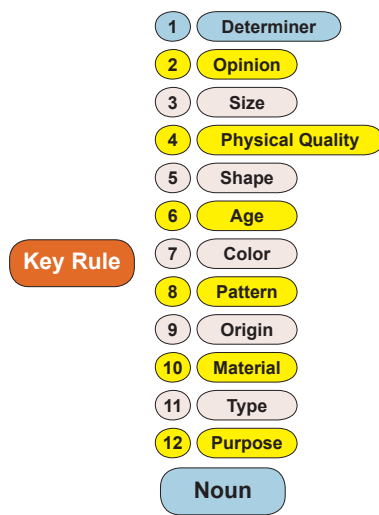 1 Determiner
2 Opinion
3 Size
4 Physical Quality
5 Shape
6 Age
Key Rule
7 Color
8 Pattern
9 Origin
10 Material
11 Type
12 Purpose
Noun